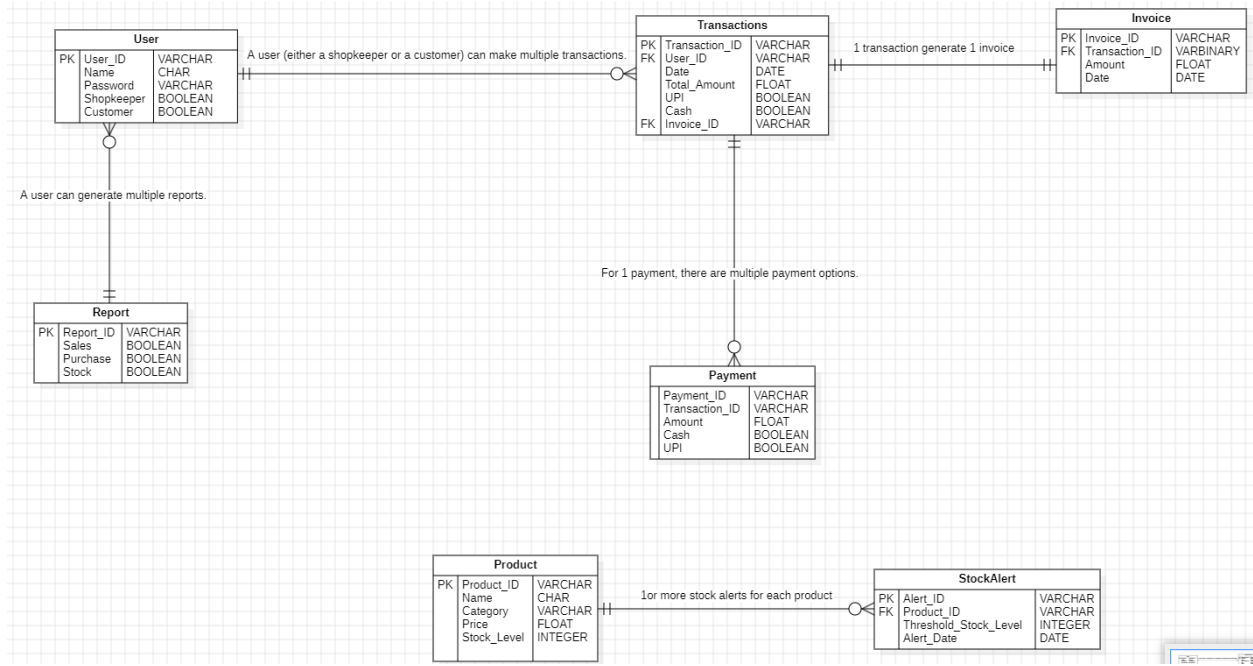 User
PK User_ID VARCHAR
Name CHAR
Password VARCHAR
Shopkeeper BOOLEAN
Customer BOOLEAN
A user (either a shopkeeper or a customer) can make multiple transactions.
Transactions
PK Transaction_ID VARCHAR
FK User_ID VARCHAR
Date DATE
Total_Amount FLOAT
UPI BOOLEAN
Cash BOOLEAN
FK Invoice_ID VARCHAR
1 transaction generate 1 invoice
Invoice
PK Invoice_ID VARCHAR
FK Transaction_ID VARBINARY
Amount FLOAT
Date DATE
A user can generate multiple reports.
For 1 payment, there are multiple payment options.
Report
PK Report_ID VARCHAR
Sales BOOLEAN
Purchase BOOLEAN
Stock BOOLEAN
Payment
Payment_ID VARCHAR
Transaction_ID VARCHAR
Amount FLOAT
Cash BOOLEAN
UPI BOOLEAN
Product
PK Product_ID VARCHAR
Name CHAR
Category VARCHAR
Price FLOAT
Stock_Level INTEGER
1or more stock alerts for each product
StockAlert
PK Alert_ID VARCHAR
FK Product_ID VARCHAR
Threshold_Stock_Level INTEGER
Alert_Date DATE